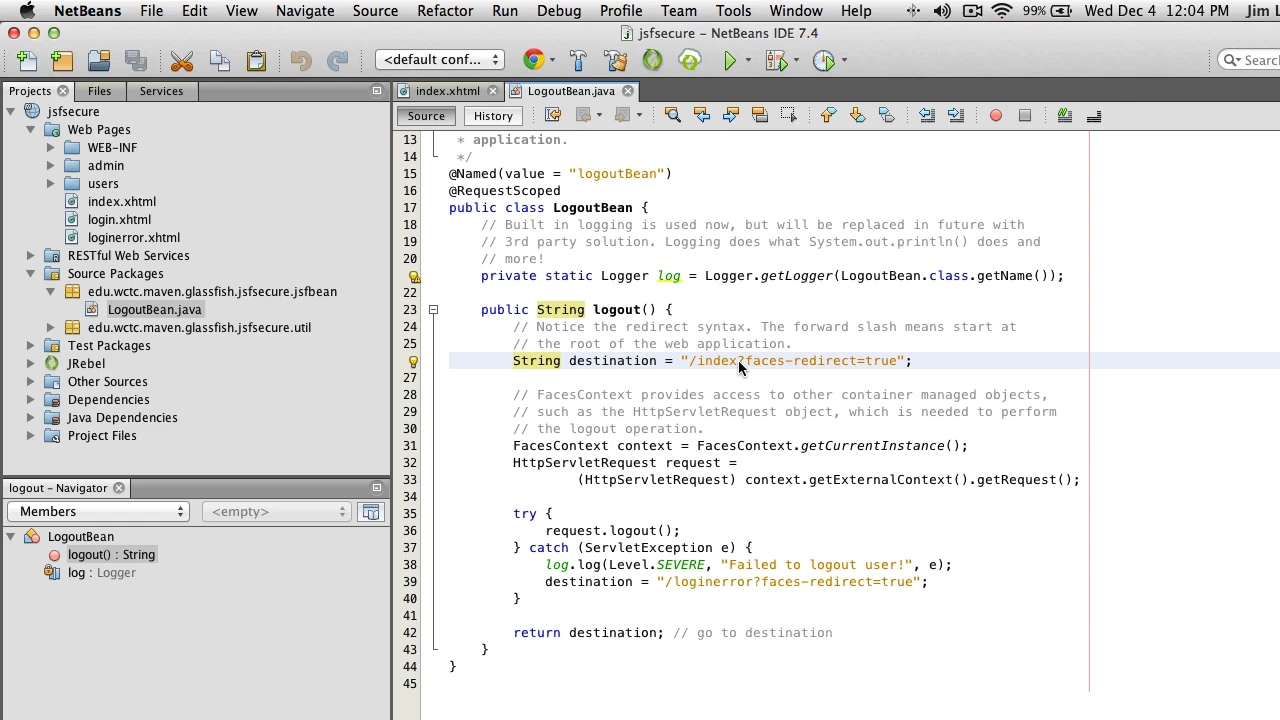 NetBeans File Edit View Navigate Source Refactor Run Debug Profile Team Tools Window Help 99% Wed Dec 4 12:04 PM Jim L
jsfsecure – NetBeans IDE 7.4
<default conf... Searc
Projects Files Services
index.xhtml LogoutBean.java
Source History
jsfsecure
Web Pages
WEB-INF
admin
users
index.xhtml
login.xhtml
loginerror.xhtml
RESTful Web Services
Source Packages
edu.wctc.maven.glassfish.jsfsecure.jsfbean
LogoutBean.java
edu.wctc.maven.glassfish.jsfsecure.util
Test Packages
JRebel
Other Sources
Dependencies
Java Dependencies
Project Files
logout – Navigator
Members <empty>
LogoutBean
logout() : String
log : Logger
13 * application.
14 */
15 @Named(value = "logoutBean")
16 @RequestScoped
17 public class LogoutBean {
18 // Built in logging is used now, but will be replaced in future with
19 // 3rd party solution. Logging does what System.out.println() does and
20 // more!
private static Logger log = Logger.getLogger(LogoutBean.class.getName());
22
23 public String logout() {
24 // Notice the redirect syntax. The forward slash means start at
25 // the root of the web application.
String destination = "/index?faces-redirect=true";
27
28 // FacesContext provides access to other container managed objects,
29 // such as the HttpServletRequest object, which is needed to perform
30 // the logout operation.
31 FacesContext context = FacesContext.getCurrentInstance();
32 HttpServletRequest request =
33 (HttpServletRequest) context.getExternalContext().getRequest();
34
35 try {
36 request.logout();
37 } catch (ServletException e) {
38 log.log(Level.SEVERE, "Failed to logout user!", e);
39 destination = "/loginerror?faces-redirect=true";
40 }
41
42 return destination; // go to destination
43 }
44 }
45